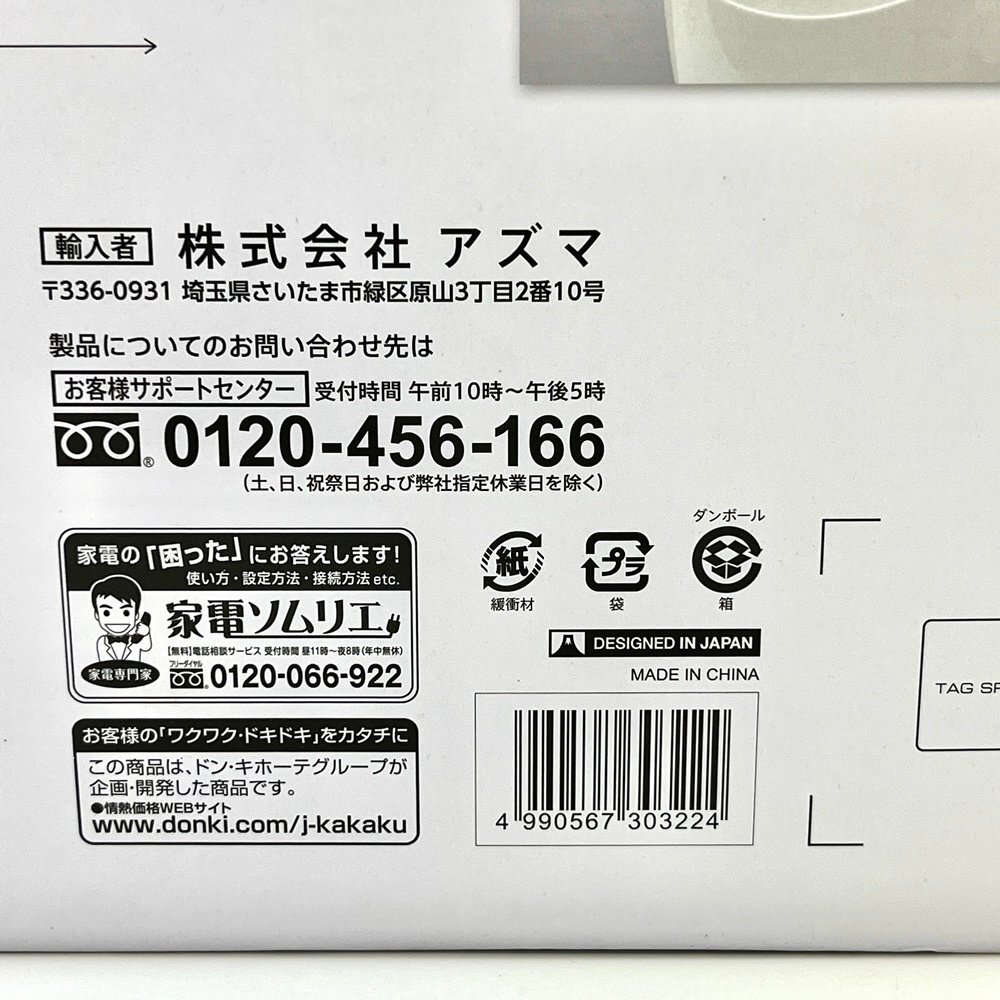 輸入者 株式会社 アズマ
〒336-0931 埼玉県さいたま市緑区原山3丁目2番10号
製品についてのお問い合わせ先は
お客様サポートセンター 受付時間 午前10時～午後5時
® 0120-456-166
(土、日、祝祭日および弊社指定休業日を除く)
家電の「困った」にお答えします!
使い方・設定方法・接続方法 etc.
家電ソムリエ
【無料】電話相談サービス 受付時間 昼11時～夜8時(年中無休)
家電専門家
フリーダイヤル
0120-066-922
お客様の「ワクワク・ドキドキ」をカタチに
この商品は、ドン・キホーテグループが
企画・開発した商品です。
●情熱価格WEBサイト
www.donki.com/j-kakaku
ダンボール
紙 プラ
緩衝材 袋 箱
DESIGNED IN JAPAN
MADE IN CHINA
4 990567 303224